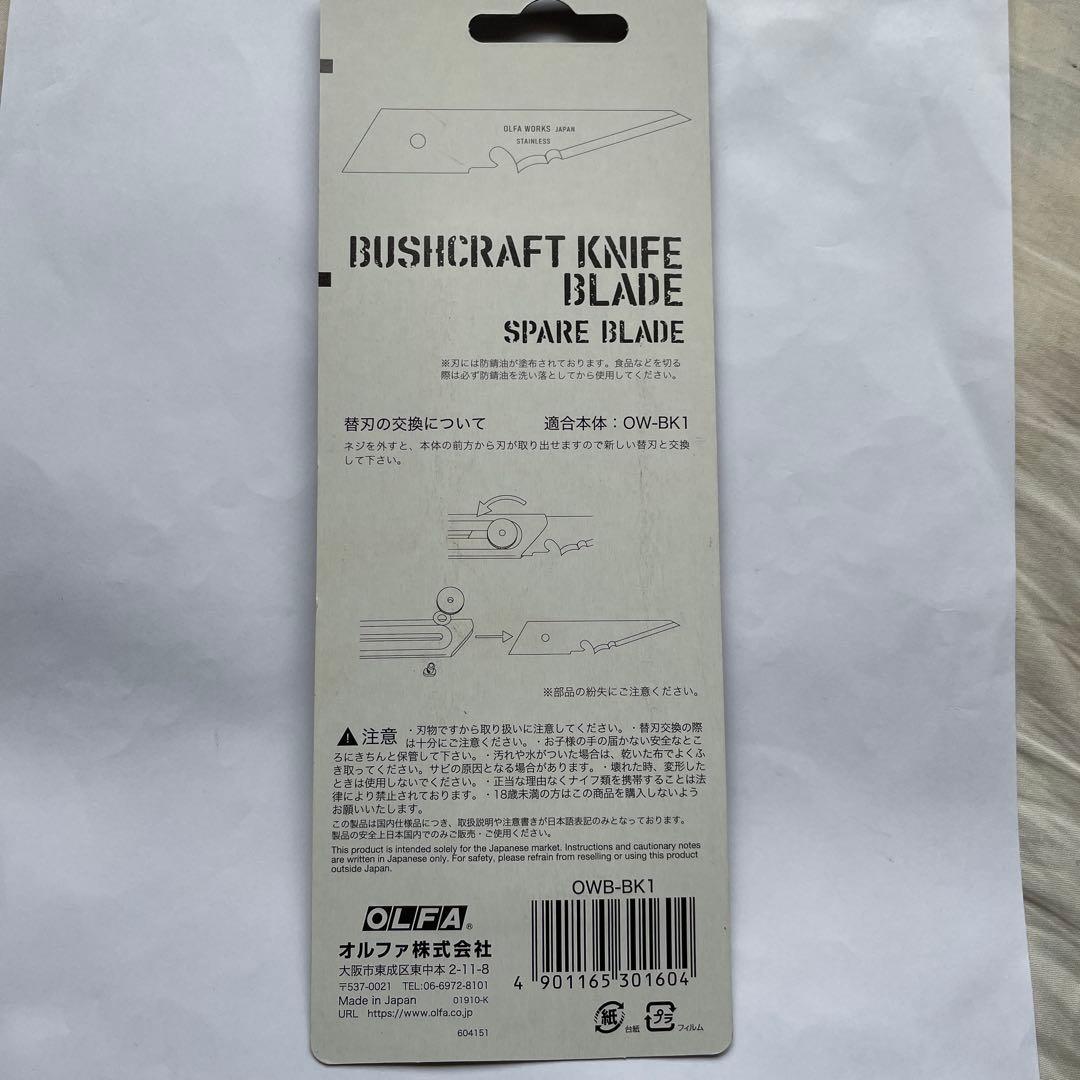 OLFA WORKS JAPAN
STAINLESS
BUSHCRAFT KNIFE
BLADE
SPARE BLADE
※刃には防錆油が塗布されております。食品などを切る
際は必ず防錆油を洗い落としてから使用してください。
替刃の交換について 適合本体：OW-BK1
ネジを外すと、本体の前方から刃が取り出せますので新しい替刃と交換
して下さい。
※部品の紛失にご注意ください。
注意 ・刃物ですから取り扱いに注意してください。・替刃交換の際
は十分にご注意ください。・お子様の手の届かない安全なとこ
ろにきちんと保管して下さい。・汚れや水がついた場合は、乾いた布でよくふ
き取ってください。サビの原因となる場合があります。・壊れた時、変形した
ときは使用しないでください。・正当な理由なくナイフ類を携帯することは法
律により禁止されております。・18歳未満の方はこの商品を購入しないよう
お願いいたします。
この製品は国内仕様品につき、取扱説明や注意書きが日本語表記のみとなっております。
製品の安全上日本国内でのみご販売・ご使用ください。
This product is intended solely for the Japanese market. Instructions and cautionary notes
are written in Japanese only. For safety, please refrain from reselling or using this product
outside Japan.
OWB-BK1
OLFA®
オルファ株式会社
大阪市東成区東中本 2-11-8
〒537-0021 TEL:06-6972-8101
Made in Japan 01910-K
URL https://www.olfa.co.jp
604151
4 901165 301604
紙 台紙 プラ フィルム